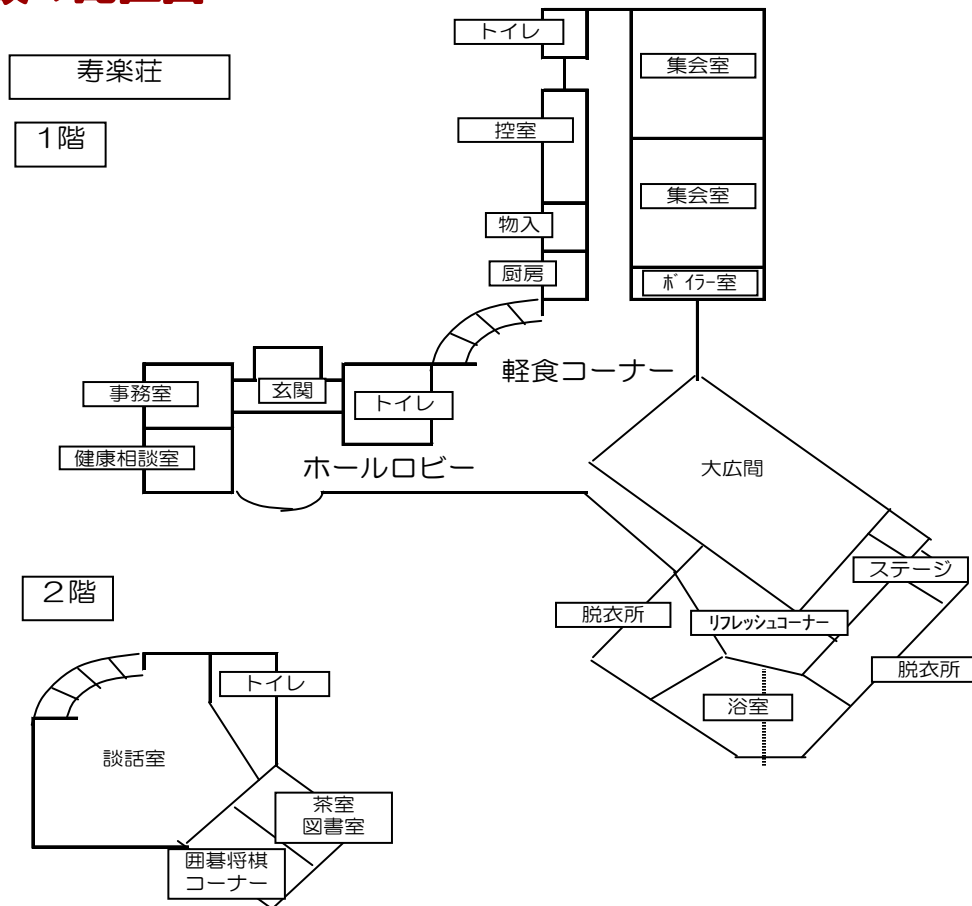 寿楽荘
1階
トイレ
集会室
控室
集会室
物入
厨房
ボイラー室
軽食コーナー
事務室
玄関
トイレ
健康相談室
ホールロビー
大広間
ステージ
脱衣所
リフレッシュコーナー
脱衣所
浴室
2階
トイレ
談話室
茶室
図書室
囲碁将棋
コーナー